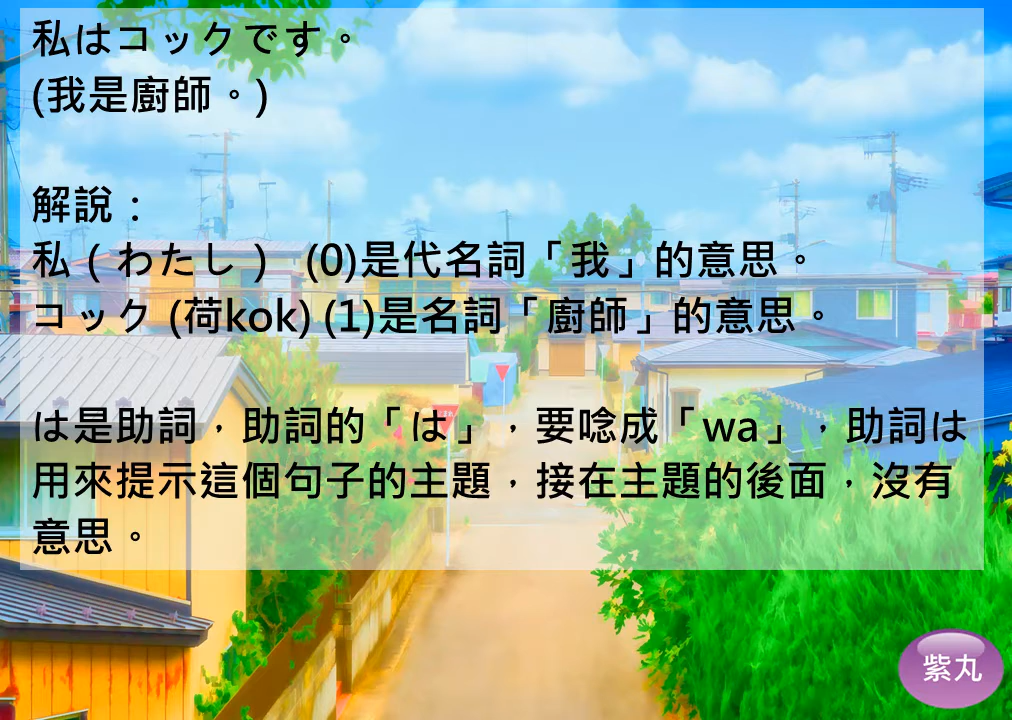 私はコックです。
(我是廚師。)
解說：
私（わたし） (0)是代名詞「我」的意思。
コック (荷kok) (1)是名詞「廚師」的意思。
は是助詞，助詞的「は」，要唸成「wa」，助詞は
用來提示這個句子的主題，接在主題的後面，沒有
意思。
紫丸